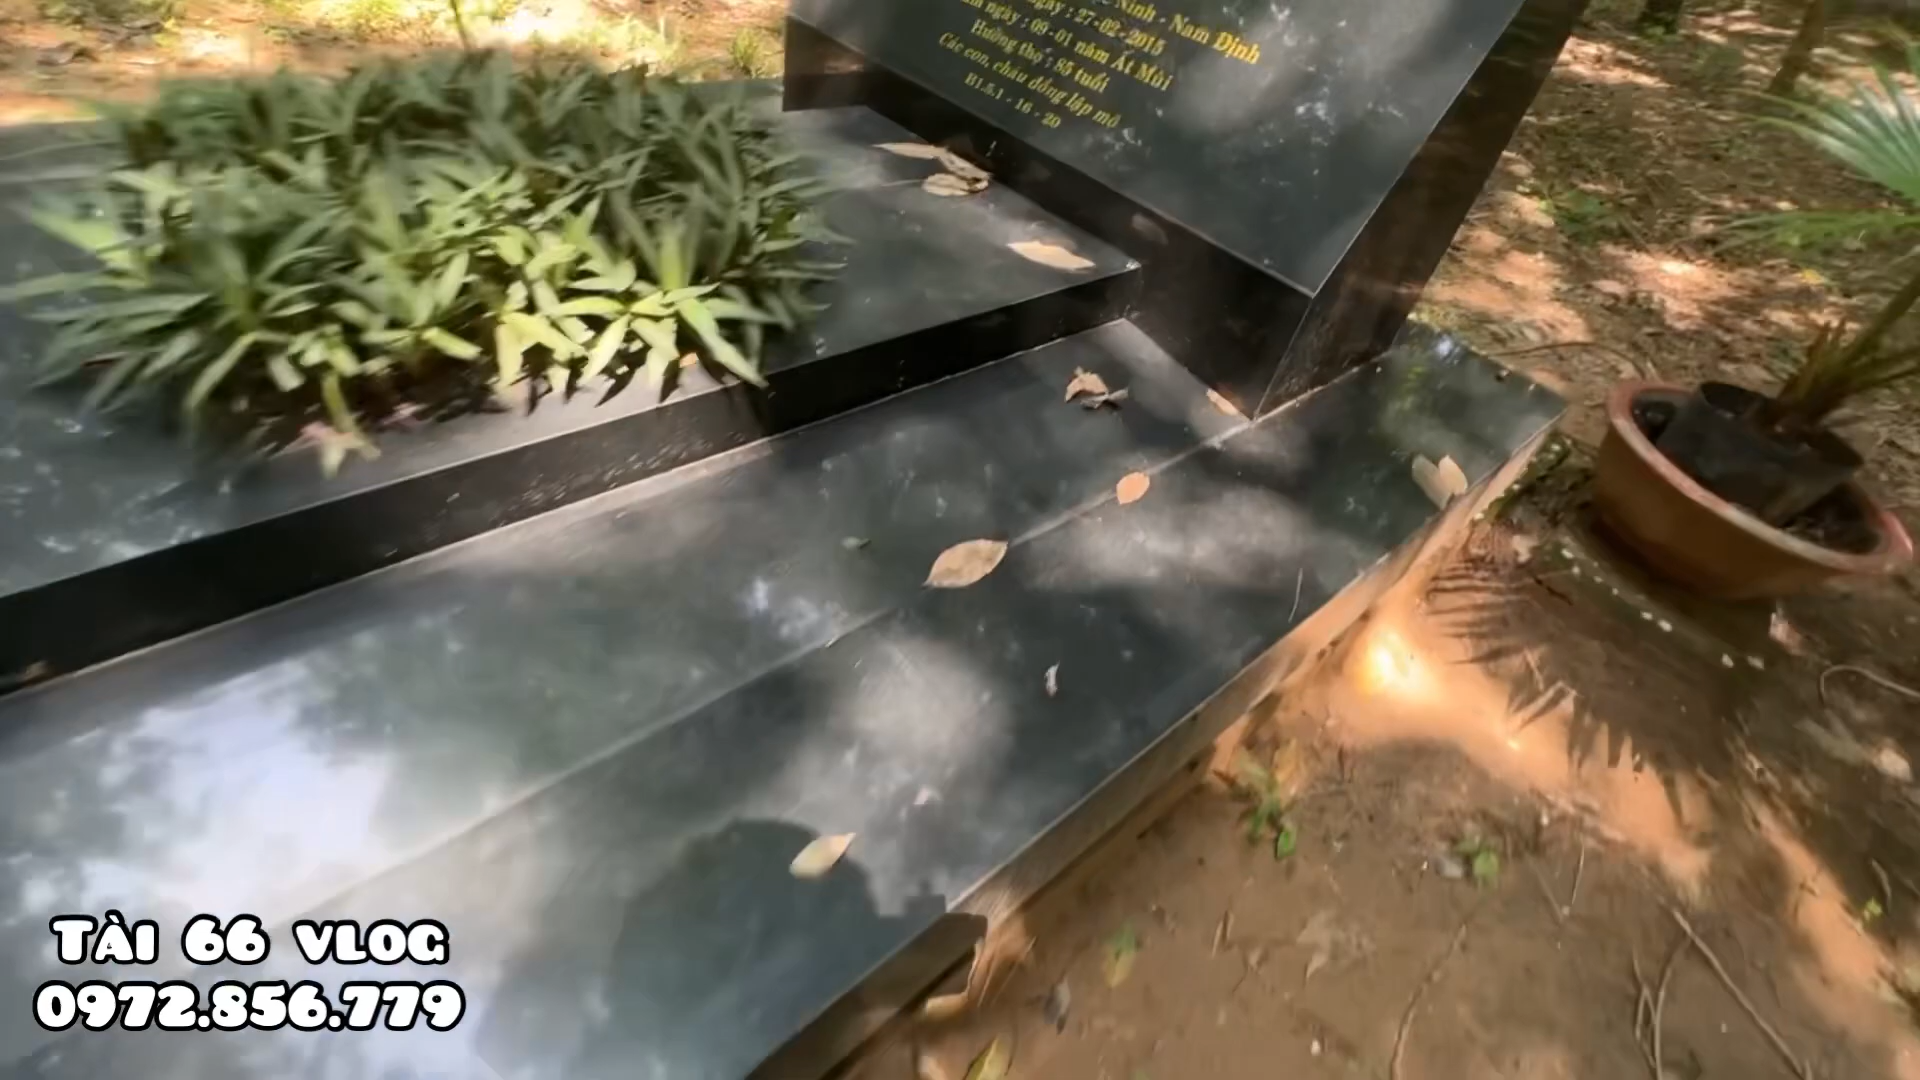 Ninh - Nam Định
ngày : 27-02-2015
ngày : 09-01 năm Ất Mùi
Hưởng thọ : 85 tuổi
Các con, cháu đồng lập mộ
B1.5.1 - 16 - 20
TÀI 66 VLOG
0972.856.779